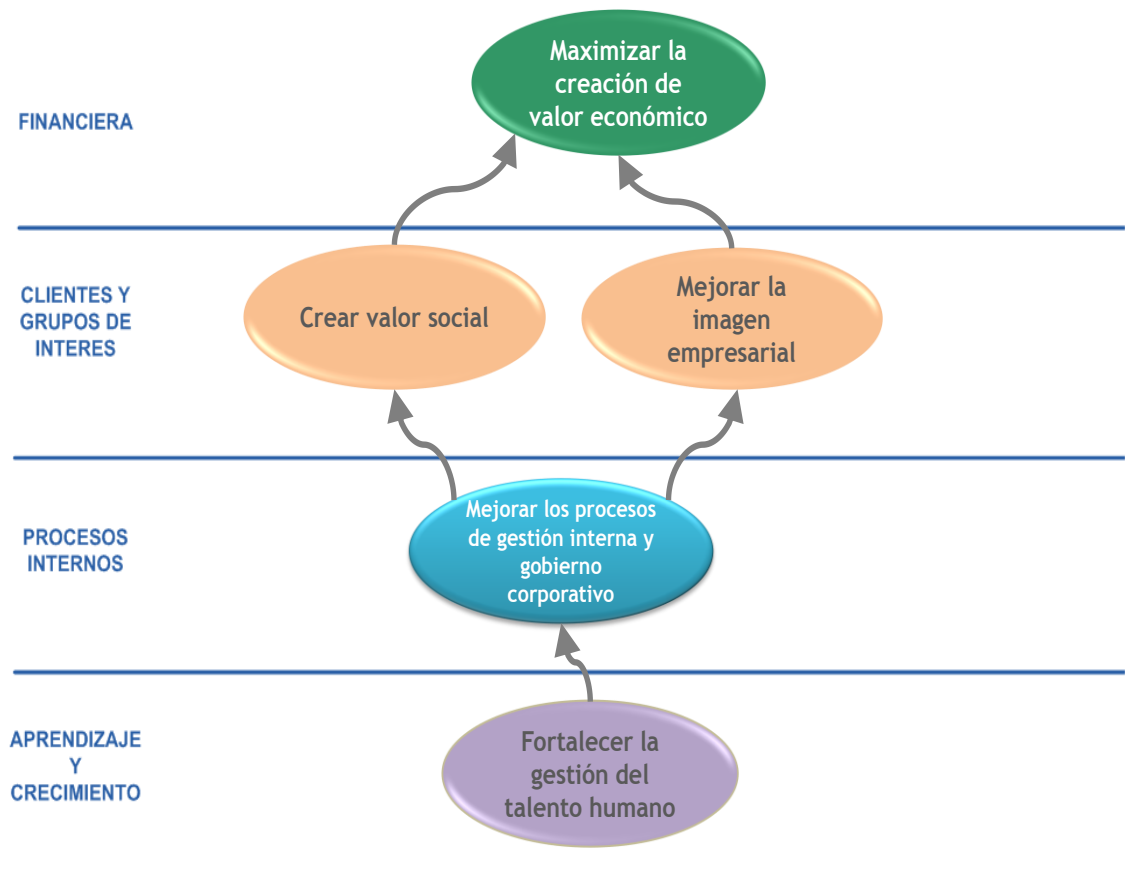 Maximizar la
creación de
valor económico
FINANCIERA
CLIENTES Y
GRUPOS DE
INTERES
Crear valor social
Mejorar la
imagen
empresarial
PROCESOS
INTERNOS
Mejorar los procesos
de gestión interna y
gobierno
corporativo
APRENDIZAJE
Y
CRECIMIENTO
Fortalecer la
gestión del
talento humano